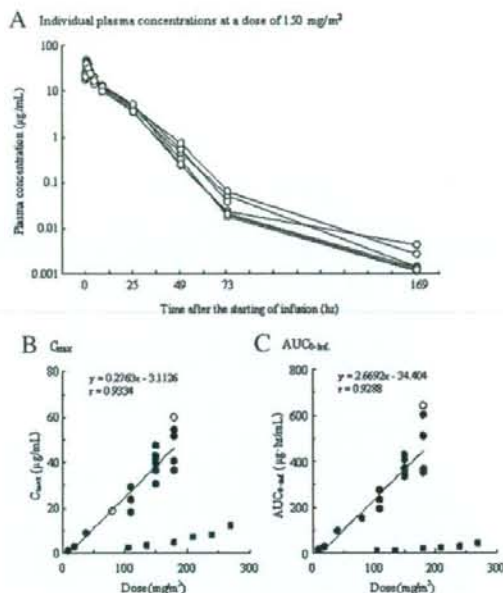 A Individual plasma concentrations at a dose of 150 mg/m²
Plasma concentration (μg/mL)
100
10
1
0.1
0.01
0.001
0 25 49 73 169
Time after the starting of infusion (hr)
B Cmax
y = 0.2763x - 3.1126
r = 0.9334
Cmax (μg/mL)
80
60
40
20
0
0 100 200 300
Dose(mg/m²)
C AUC0-inf.
y = 2.6692x - 34.404
r = 0.9288
AUC0-inf (μg·hr/mL)
800
600
400
200
0
0 100 200 300
Dose(mg/m²)